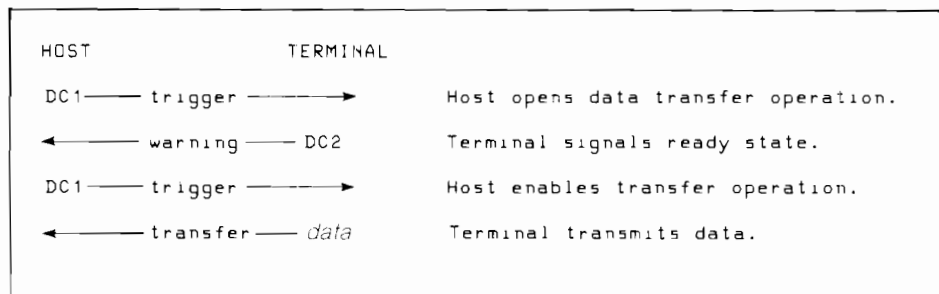 HOST TERMINAL
DC1 trigger Host opens data transfer operation.
warning DC2 Terminal signals ready state.
DC1 trigger Host enables transfer operation.
transfer data Terminal transmits data.